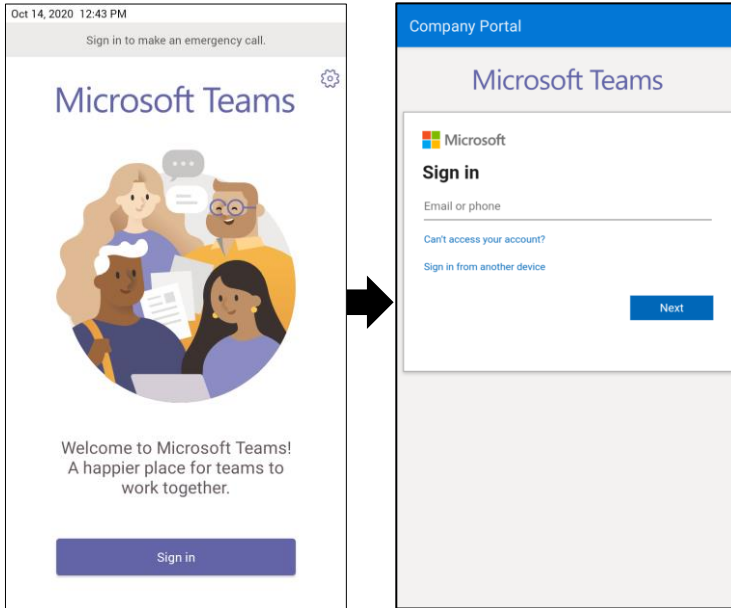 Oct 14, 2020 12:43 PM
Sign in to make an emergency call.
Microsoft Teams
Welcome to Microsoft Teams!
A happier place for teams to
work together.
Sign in
Company Portal
Microsoft Teams
Microsoft
Sign in
Email or phone
Can't access your account?
Sign in from another device
Next